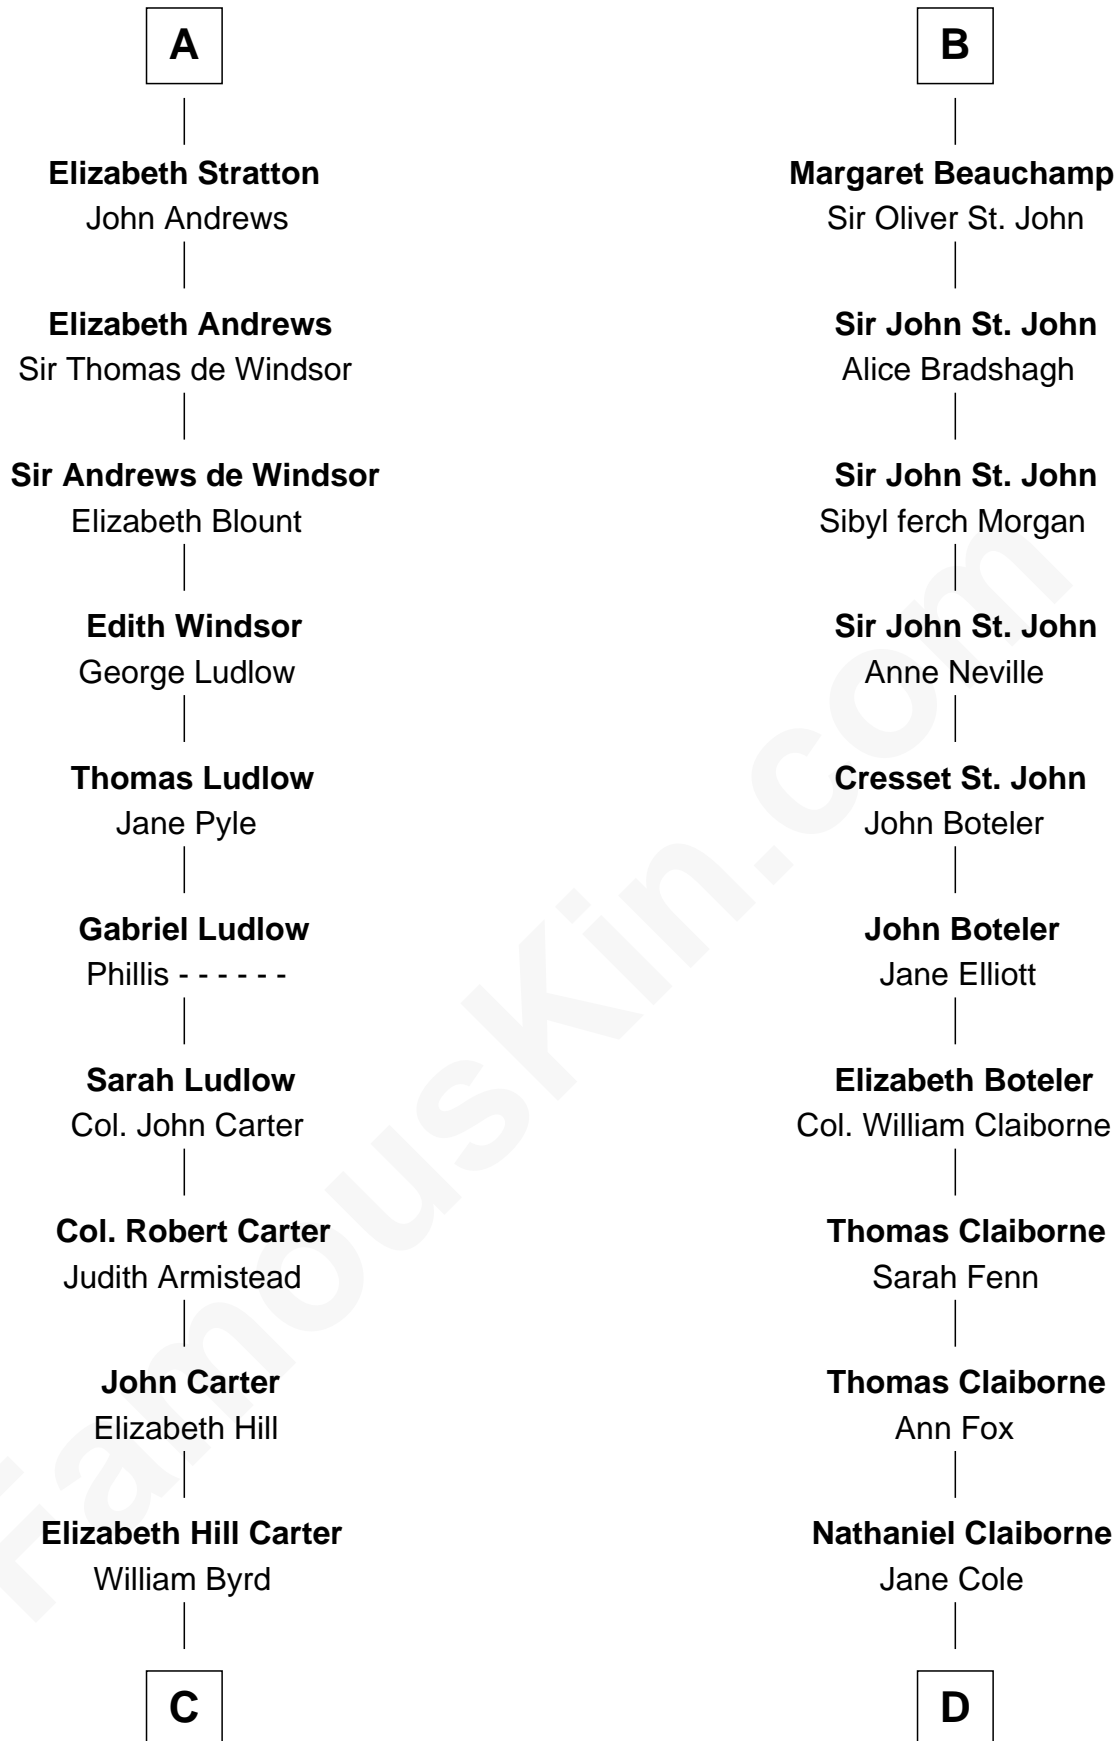 A
Elizabeth Stratton
John Andrews
Elizabeth Andrews
Sir Thomas de Windsor
Sir Andrews de Windsor
Elizabeth Blount
Edith Windsor
George Ludlow
Thomas Ludlow
Jane Pyle
Gabriel Ludlow
Phillis - - - - - -
Sarah Ludlow
Col. John Carter
Col. Robert Carter
Judith Armistead
John Carter
Elizabeth Hill
Elizabeth Hill Carter
William Byrd
C
B
Margaret Beauchamp
Sir Oliver St. John
Sir John St. John
Alice Bradshagh
Sir John St. John
Sibyl ferch Morgan
Sir John St. John
Anne Neville
Cresset St. John
John Boteler
John Boteler
Jane Elliott
Elizabeth Boteler
Col. William Claiborne
Thomas Claiborne
Sarah Fenn
Thomas Claiborne
Ann Fox
Nathaniel Claiborne
Jane Cole
D
FamousKin.com